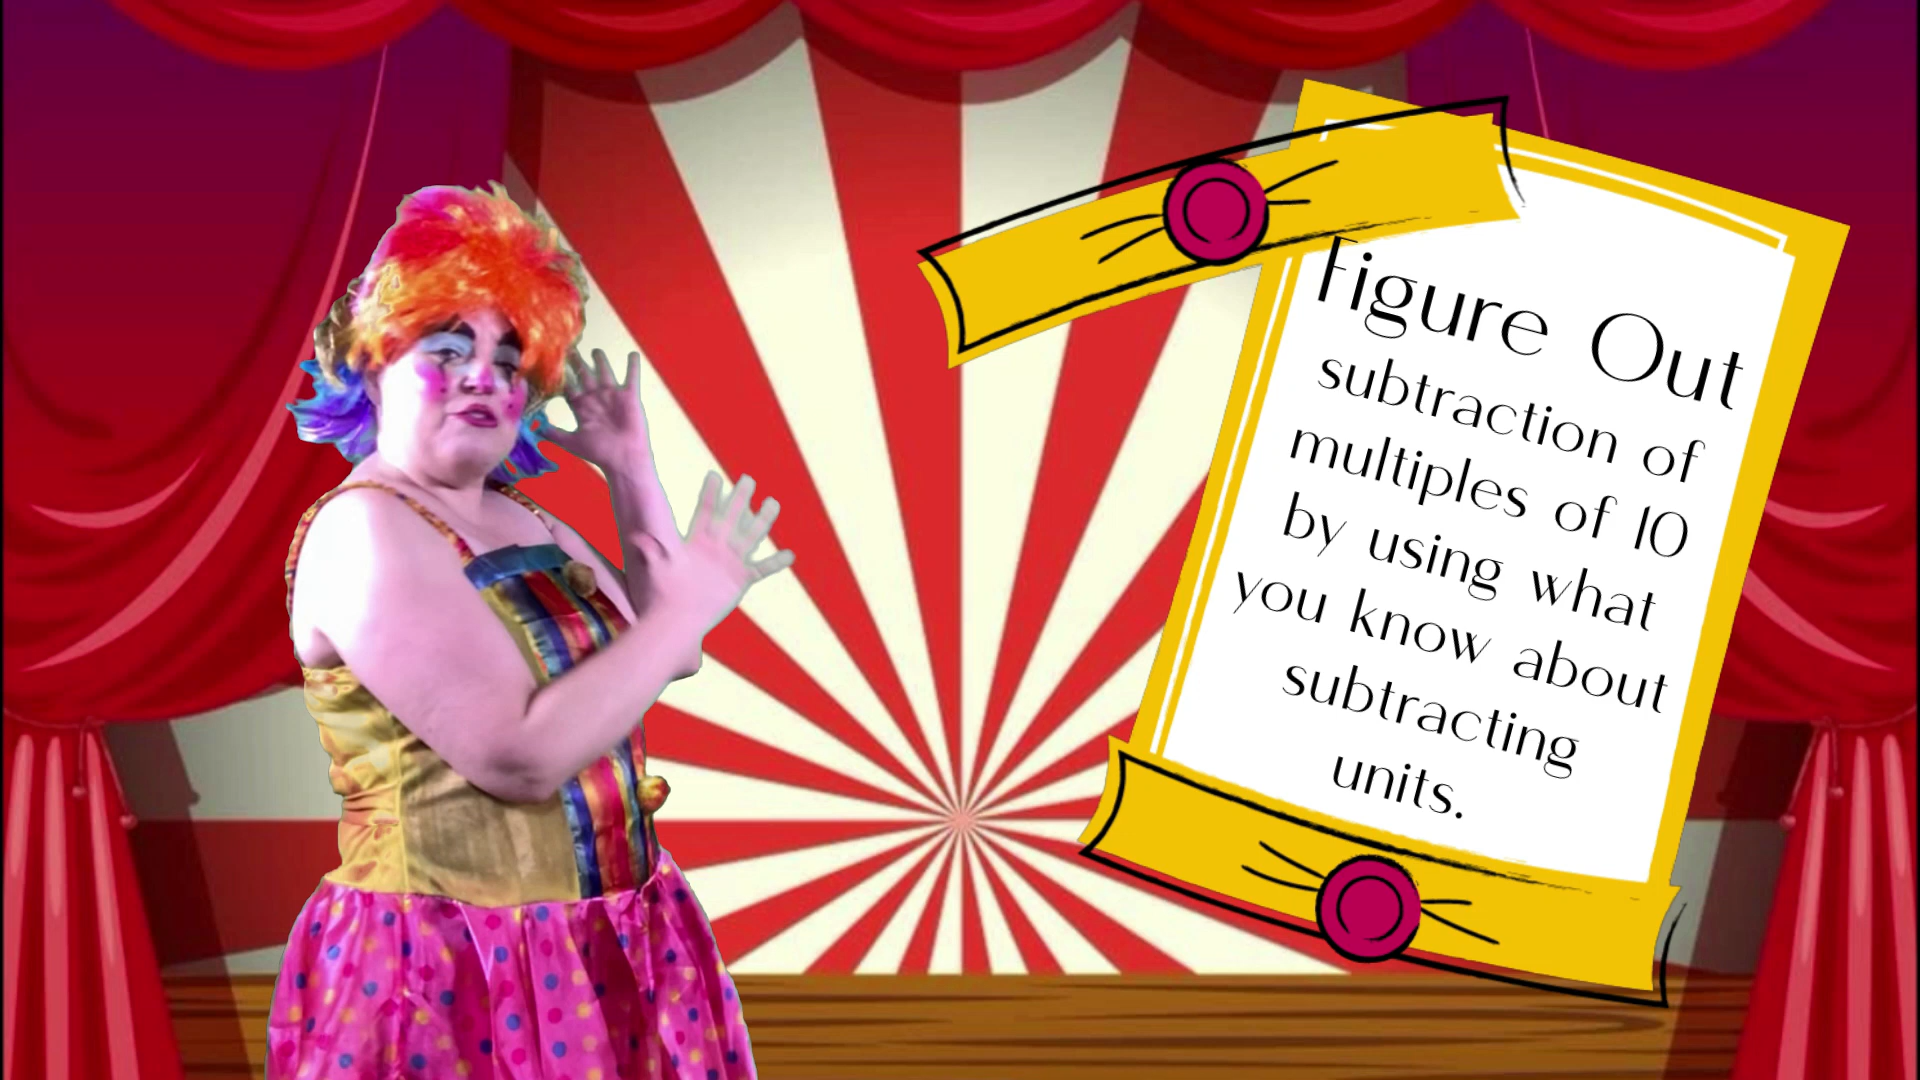 Figure Out
subtraction of
multiples of 10
by using what
you know about
subtracting
units.